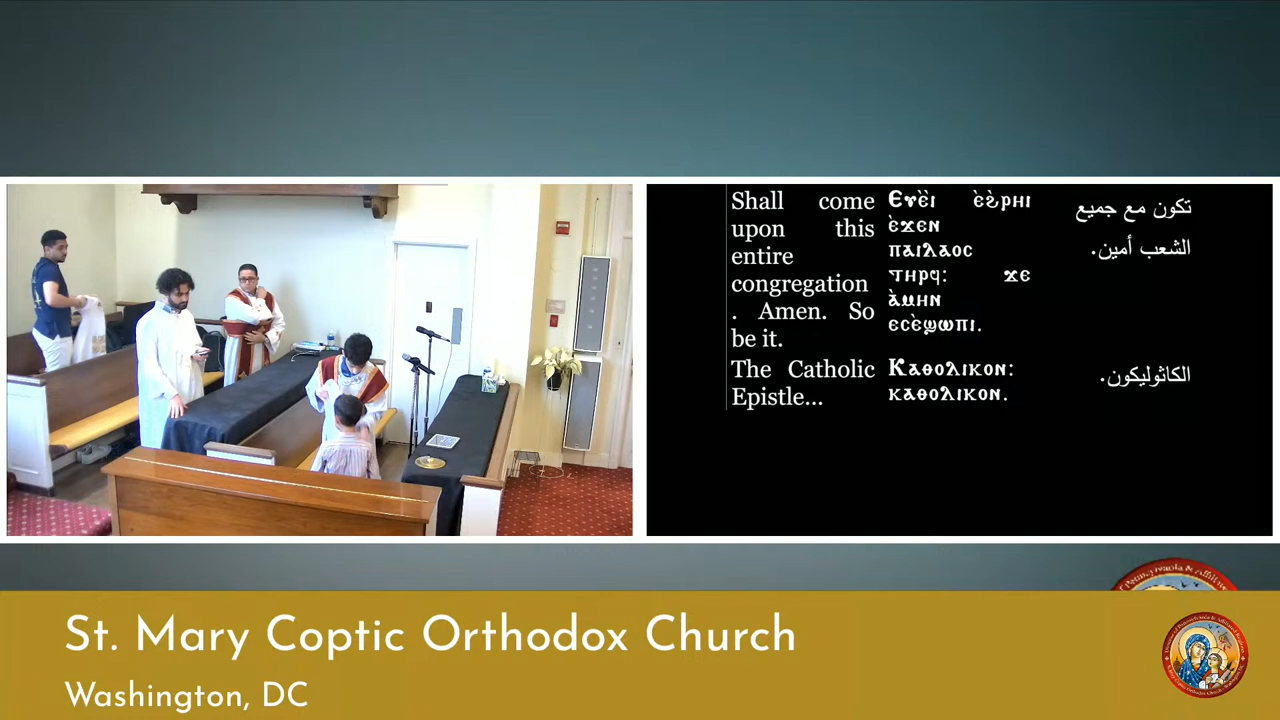 Shall come
upon this
entire
congregation
. Amen. So
be it.
The Catholic
Epistle...
Ⲉⲩⲉ̀ⲓ̀ ⲉ̀ϩ̀ⲣⲏⲓ
ⲉ̀ϫⲉⲛ
ⲡⲁⲓⲗⲁⲟⲥ
ⲧⲏⲣϥ: ϫⲉ
ⲁ̀ⲙⲏⲛ
ⲉⲥⲉ̀ϣⲱⲡⲓ.
Ⲕⲁⲑⲟⲗⲓⲕⲟⲛ:
ⲕⲁⲑⲟⲗⲓⲕⲟⲛ.
تكون مع جميع
الشعب أمين.
الكاثوليكون.
St. Mary Coptic Orthodox Church
Washington, DC